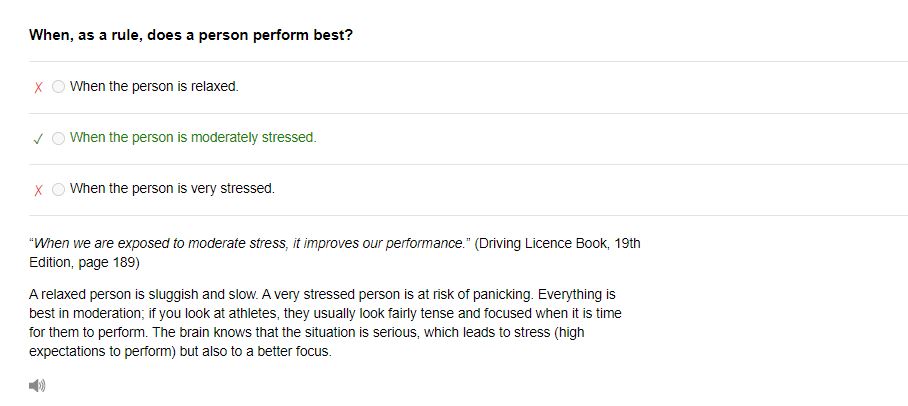 When, as a rule, does a person perform best?
X When the person is relaxed.
✓ When the person is moderately stressed.
X When the person is very stressed.
“When we are exposed to moderate stress, it improves our performance.” (Driving Licence Book, 19th
Edition, page 189)
A relaxed person is sluggish and slow. A very stressed person is at risk of panicking. Everything is
best in moderation; if you look at athletes, they usually look fairly tense and focused when it is time
for them to perform. The brain knows that the situation is serious, which leads to stress (high
expectations to perform) but also to a better focus.